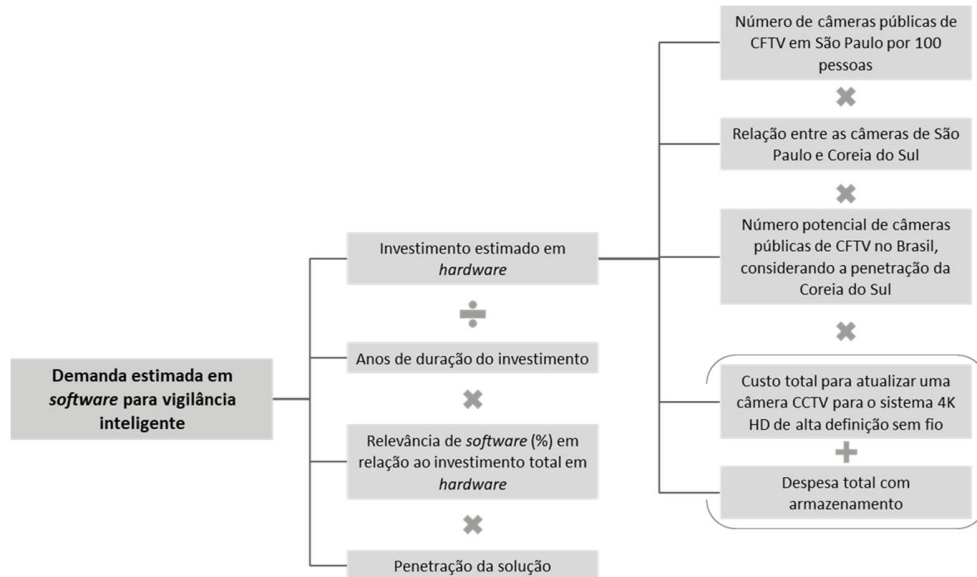 Demanda estimada em
software para vigilância
inteligente
Investimento estimado em
hardware
÷
Anos de duração do investimento
×
Relevância de software (%) em
relação ao investimento total em
hardware
×
Penetração da solução
Número de câmeras públicas de
CFTV em São Paulo por 100
pessoas
×
Relação entre as câmeras de São
Paulo e Coreia do Sul
×
Número potencial de câmeras
públicas de CFTV no Brasil,
considerando a penetração da
Coreia do Sul
×
Custo total para atualizar uma
câmera CCTV para o sistema 4K
HD de alta definição sem fio
+
Despesa total com
armazenamento